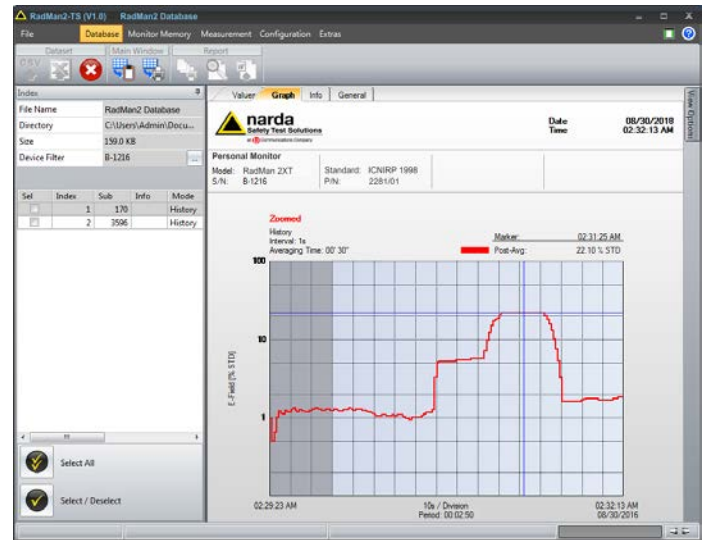 RadMan2-TS (V1.0) RadMan2 Database
File Database Monitor Memory Measurement Configuration Extras
Dataset Main Window Report
CSV
Index
File Name RadMan2 Database
Directory C:\Users\Admin\Docu...
Size 159.0 KB
Device Filter B-1216 ...
Sel Index Sub Info Mode
1 170 History
2 3596 History
Select All
Select / Deselect
Values Graph Info General
View Options
narda
Safety Test Solutions
Date 08/30/2018
Time 02:32:13 AM
Personal Monitor
Model: RadMan 2XT Standard: ICNIRP 1998
S/N: B-1216 P/N: 2281/01
Zoomed
History
Interval: 1s
Averaging Time: 00' 30"
Marker: 02:31:25 AM
Post-Avg: 22.10 % STD
100
10
1
E-Field [% STD]
02:29:23 AM 10s / Division 02:32:13 AM
Period: 00:02:50 08/30/2016